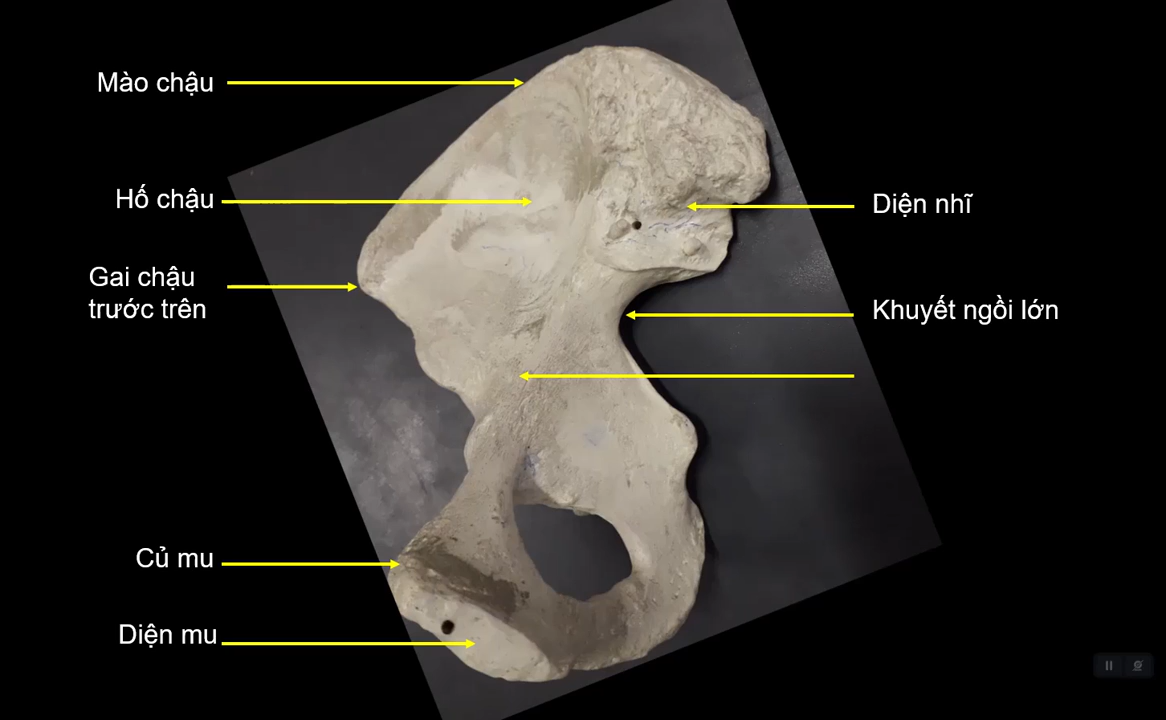 Mào chậu
Hố chậu
Gai chậu
trước trên
Củ mu
Diện mu
Diện nhĩ
Khuyết ngồi lớn